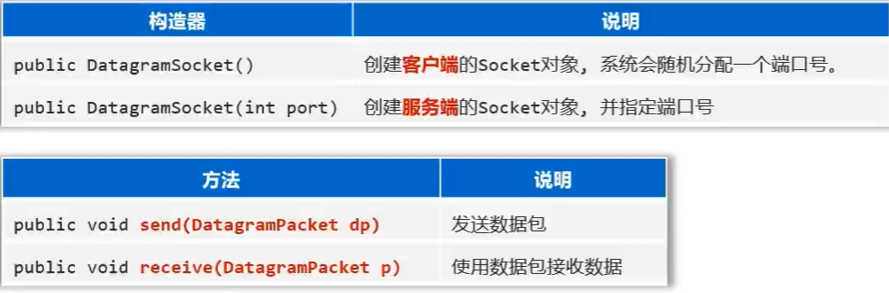 构造器 说明
public DatagramSocket() 创建客户端的Socket对象, 系统会随机分配一个端口号。
public DatagramSocket(int port) 创建服务端的Socket对象, 并指定端口号
方法 说明
public void send(DatagramPacket dp) 发送数据包
public void receive(DatagramPacket p) 使用数据包接收数据